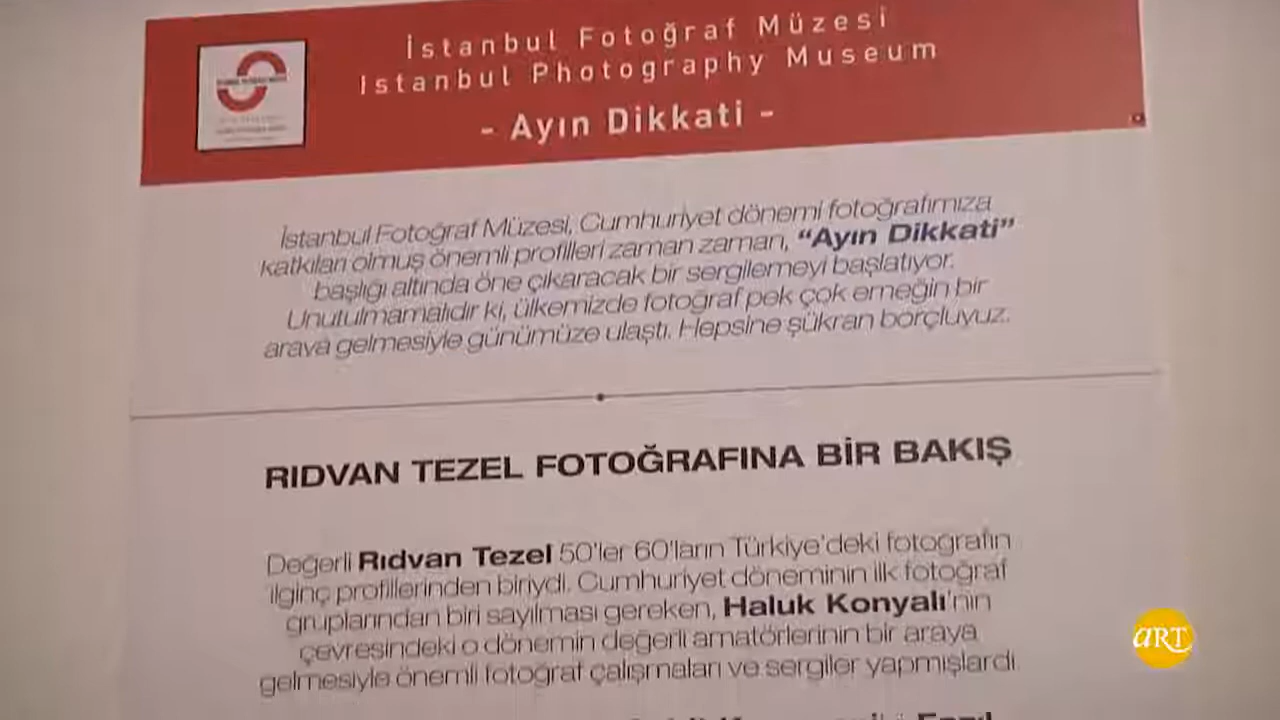 İstanbul Fotoğraf Müzesi
Istanbul Photography Museum
- Ayın Dikkati -
İstanbul Fotoğraf Müzesi, Cumhuriyet dönemi fotoğrafımıza
katkıları olmuş önemli profilleri zaman zaman, “Ayın Dikkati”
başlığı altında öne çıkaracak bir sergilemeyi başlatıyor.
Unutulmamalıdır ki, ülkemizde fotoğraf pek çok emeğin bir
araya gelmesiyle günümüze ulaştı. Hepsine şükran borçluyuz.
RIDVAN TEZEL FOTOĞRAFINA BİR BAKIŞ
Değerli Rıdvan Tezel 50'ler 60'ların Türkiye'deki fotoğrafın
ilginç profillerinden biriydi. Cumhuriyet döneminin ilk fotoğraf
gruplarından biri sayılması gereken, Haluk Konyalı'nın
çevresindeki o dönemin değerli amatörlerinin bir araya
gelmesiyle önemli fotoğraf çalışmaları ve sergiler yapmışlardı.
aRT